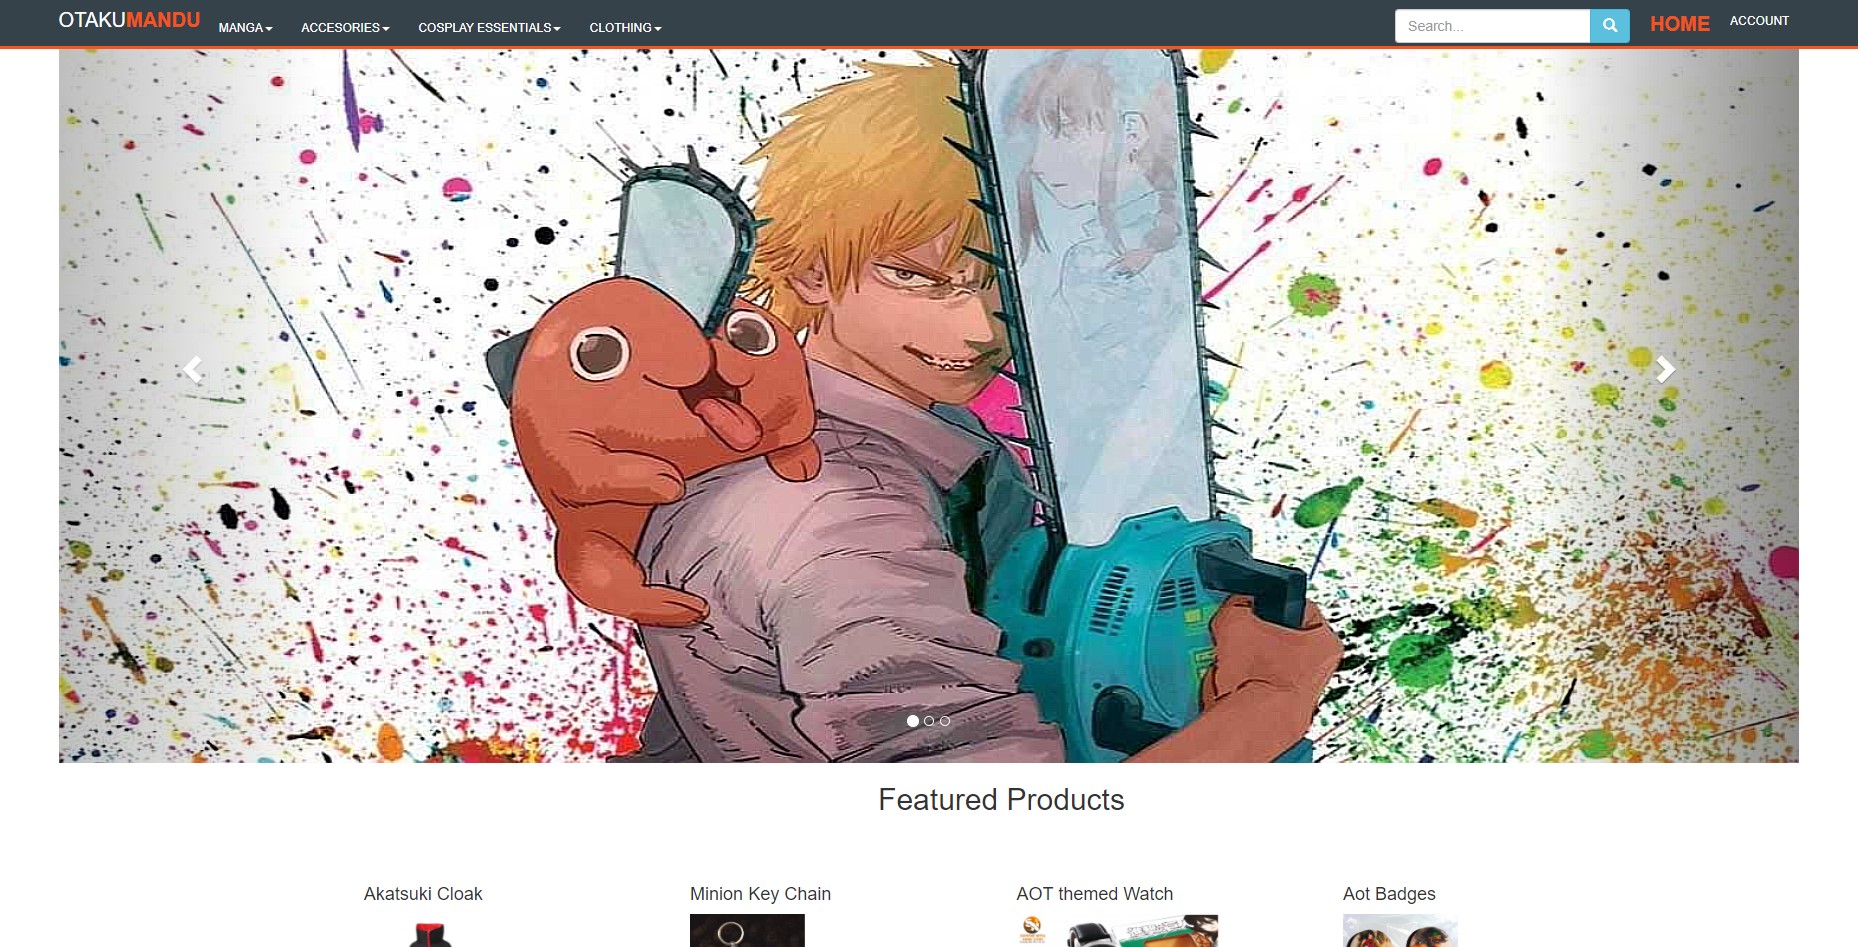 OTAKUMANDU
MANGA ACCESORIES COSPLAY ESSENTIALS CLOTHING Search... HOME ACCOUNT
Featured Products
Akatsuki Cloak Minion Key Chain AOT themed Watch Aot Badges